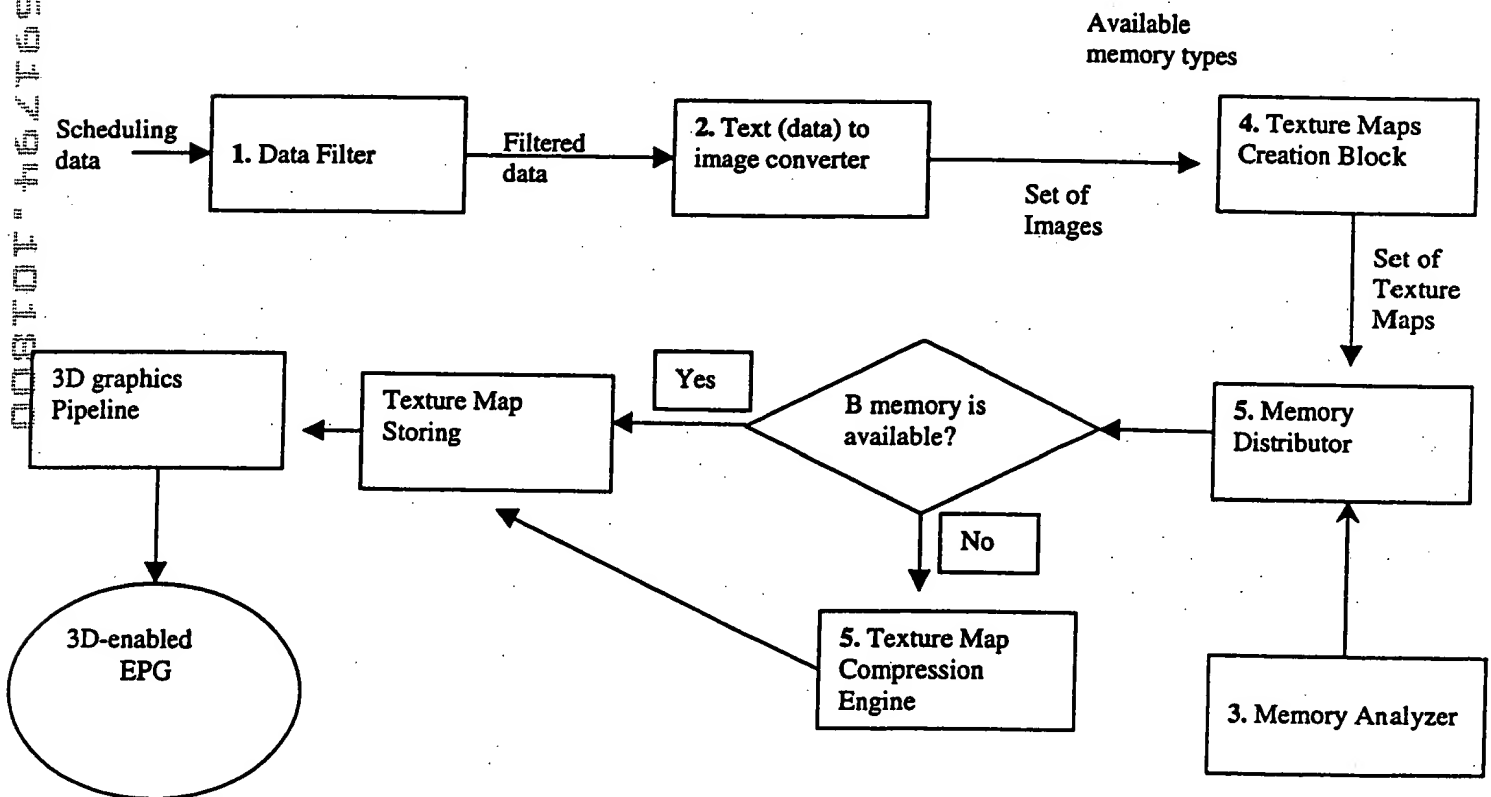 Available
memory types
Scheduling
data
1. Data Filter
Filtered
data
2. Text (data) to
image converter
Set of
Images
4. Texture Maps
Creation Block
Set of
Texture
Maps
3D graphics
Pipeline
Texture Map
Storing
Yes
B memory is
available?
5. Memory
Distributor
No
3D-enabled
EPG
5. Texture Map
Compression
Engine
3. Memory Analyzer